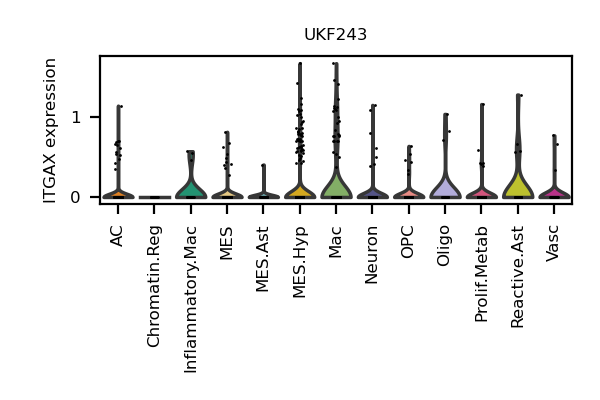 UKF243
ITGAX expression
1
0
AC
Chromatin.Reg
Inflammatory.Mac
MES
MES.Ast
MES.Hyp
Mac
Neuron
OPC
Oligo
Prolif.Metab
Reactive.Ast
Vasc